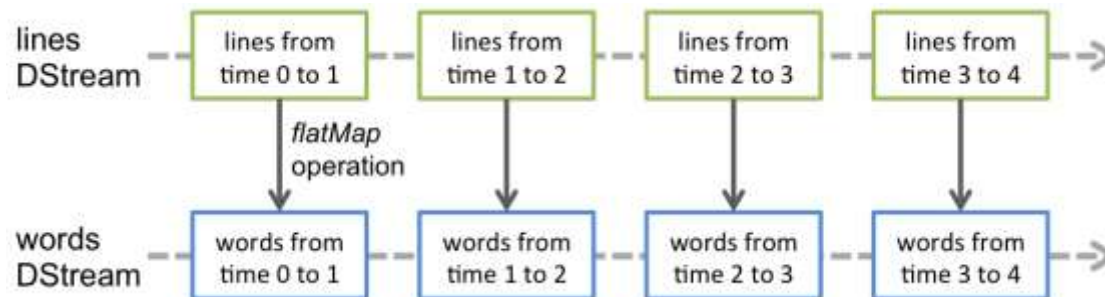 lines
DStream
lines from
time 0 to 1
lines from
time 1 to 2
lines from
time 2 to 3
lines from
time 3 to 4
flatMap
operation
words
DStream
words from
time 0 to 1
words from
time 1 to 2
words from
time 2 to 3
words from
time 3 to 4